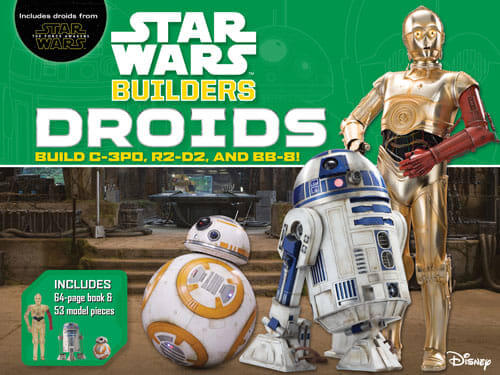 Includes droids from
STAR
THE FORCE AWAKENS
WARS
STAR
WARS™
BUILDERS
DROIDS
BUILD C-3PO, R2-D2, AND BB-8!
INCLUDES
64-page book &
53 model pieces
Disney